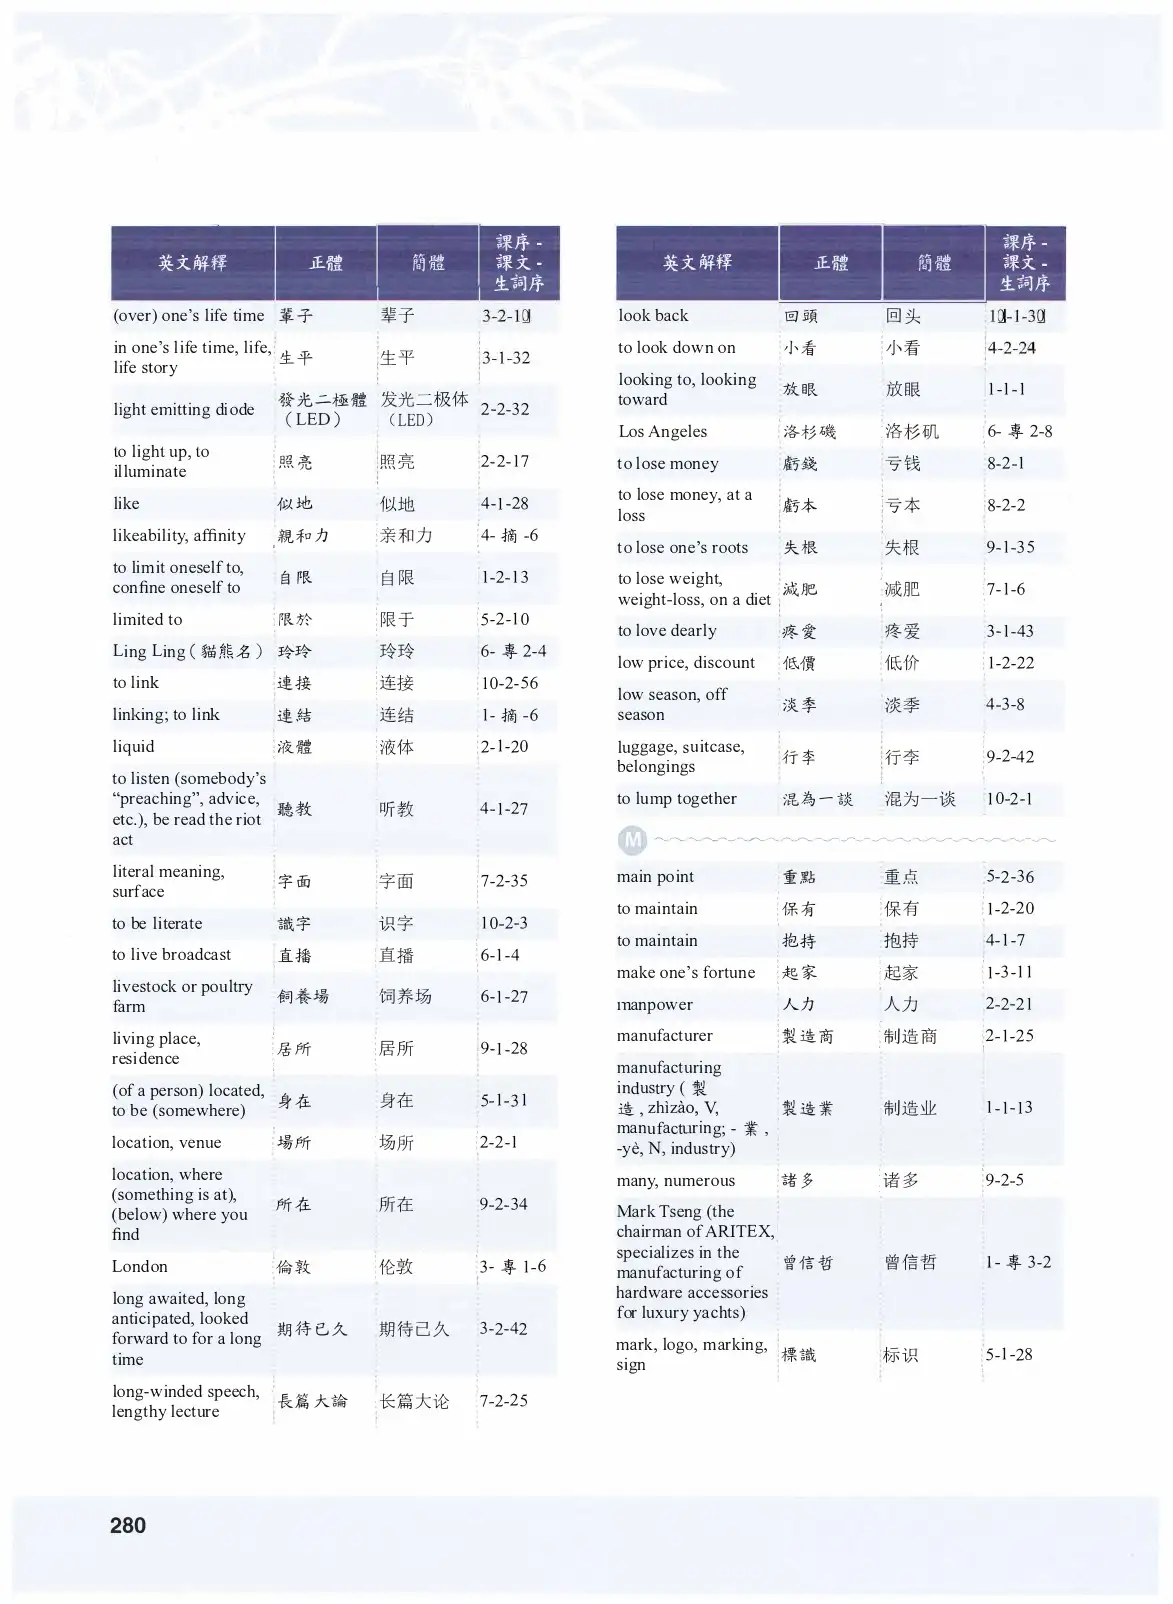 英文解釋 正體 簡體 課序 - 課文 - 生詞序
(over) one's life time 輩子 辈子 3-2-10
in one's life time, life, life story 生平 生平 3-1-32
light emitting diode 發光二極體（LED） 发光二极体（LED） 2-2-32
to light up, to illuminate 照亮 照亮 2-2-17
like 似地 似地 4-1-28
likeability, affinity 親和力 亲和力 4- 摘 -6
to limit oneself to, confine oneself to 自限 自限 1-2-13
limited to 限於 限于 5-2-10
Ling Ling ( 貓熊名 ) 玲玲 玲玲 6- 專 2-4
to link 連接 连接 10-2-56
linking; to link 連結 连结 1- 摘 -6
liquid 液體 液体 2-1-20
to listen (somebody's “preaching”, advice, etc.), be read the riot act 聽教 听教 4-1-27
literal meaning, surface 字面 字面 7-2-35
to be literate 識字 识字 10-2-3
to live broadcast 直播 直播 6-1-4
livestock or poultry farm 飼養場 饲养场 6-1-27
living place, residence 居所 居所 9-1-28
(of a person) located, to be (somewhere) 身在 身在 5-1-31
location, venue 場所 场所 2-2-1
location, where (something is at), (below) where you find 所在 所在 9-2-34
London 倫敦 伦敦 3- 專 1-6
long awaited, long anticipated, looked forward to for a long time 期待已久 期待已久 3-2-42
long-winded speech, lengthy lecture 長篇大論 长篇大论 7-2-25
英文解釋 正體 簡體 課序 - 課文 - 生詞序
look back 回頭 回头 10-1-30
to look down on 小看 小看 4-2-24
looking to, looking toward 放眼 放眼 1-1-1
Los Angeles 洛杉磯 洛杉矶 6- 專 2-8
to lose money 虧錢 亏钱 8-2-1
to lose money, at a loss 虧本 亏本 8-2-2
to lose one's roots 失根 失根 9-1-35
to lose weight, weight-loss, on a diet 減肥 减肥 7-1-6
to love dearly 疼愛 疼爱 3-1-43
low price, discount 低價 低价 1-2-22
low season, off season 淡季 淡季 4-3-8
luggage, suitcase, belongings 行李 行李 9-2-42
to lump together 混為一談 混为一谈 10-2-1
M
main point 重點 重点 5-2-36
to maintain 保有 保有 1-2-20
to maintain 抱持 抱持 4-1-7
make one's fortune 起家 起家 1-3-11
manpower 人力 人力 2-2-21
manufacturer 製造商 制造商 2-1-25
manufacturing industry ( 製造 , zhìzào, V, manufacturing; - 業 , -yè, N, industry) 製造業 制造业 1-1-13
many, numerous 諸多 诸多 9-2-5
Mark Tseng (the chairman of ARITEX, specializes in the manufacturing of hardware accessories for luxury yachts) 曾信哲 曾信哲 1- 專 3-2
mark, logo, marking, sign 標識 标识 5-1-28
280